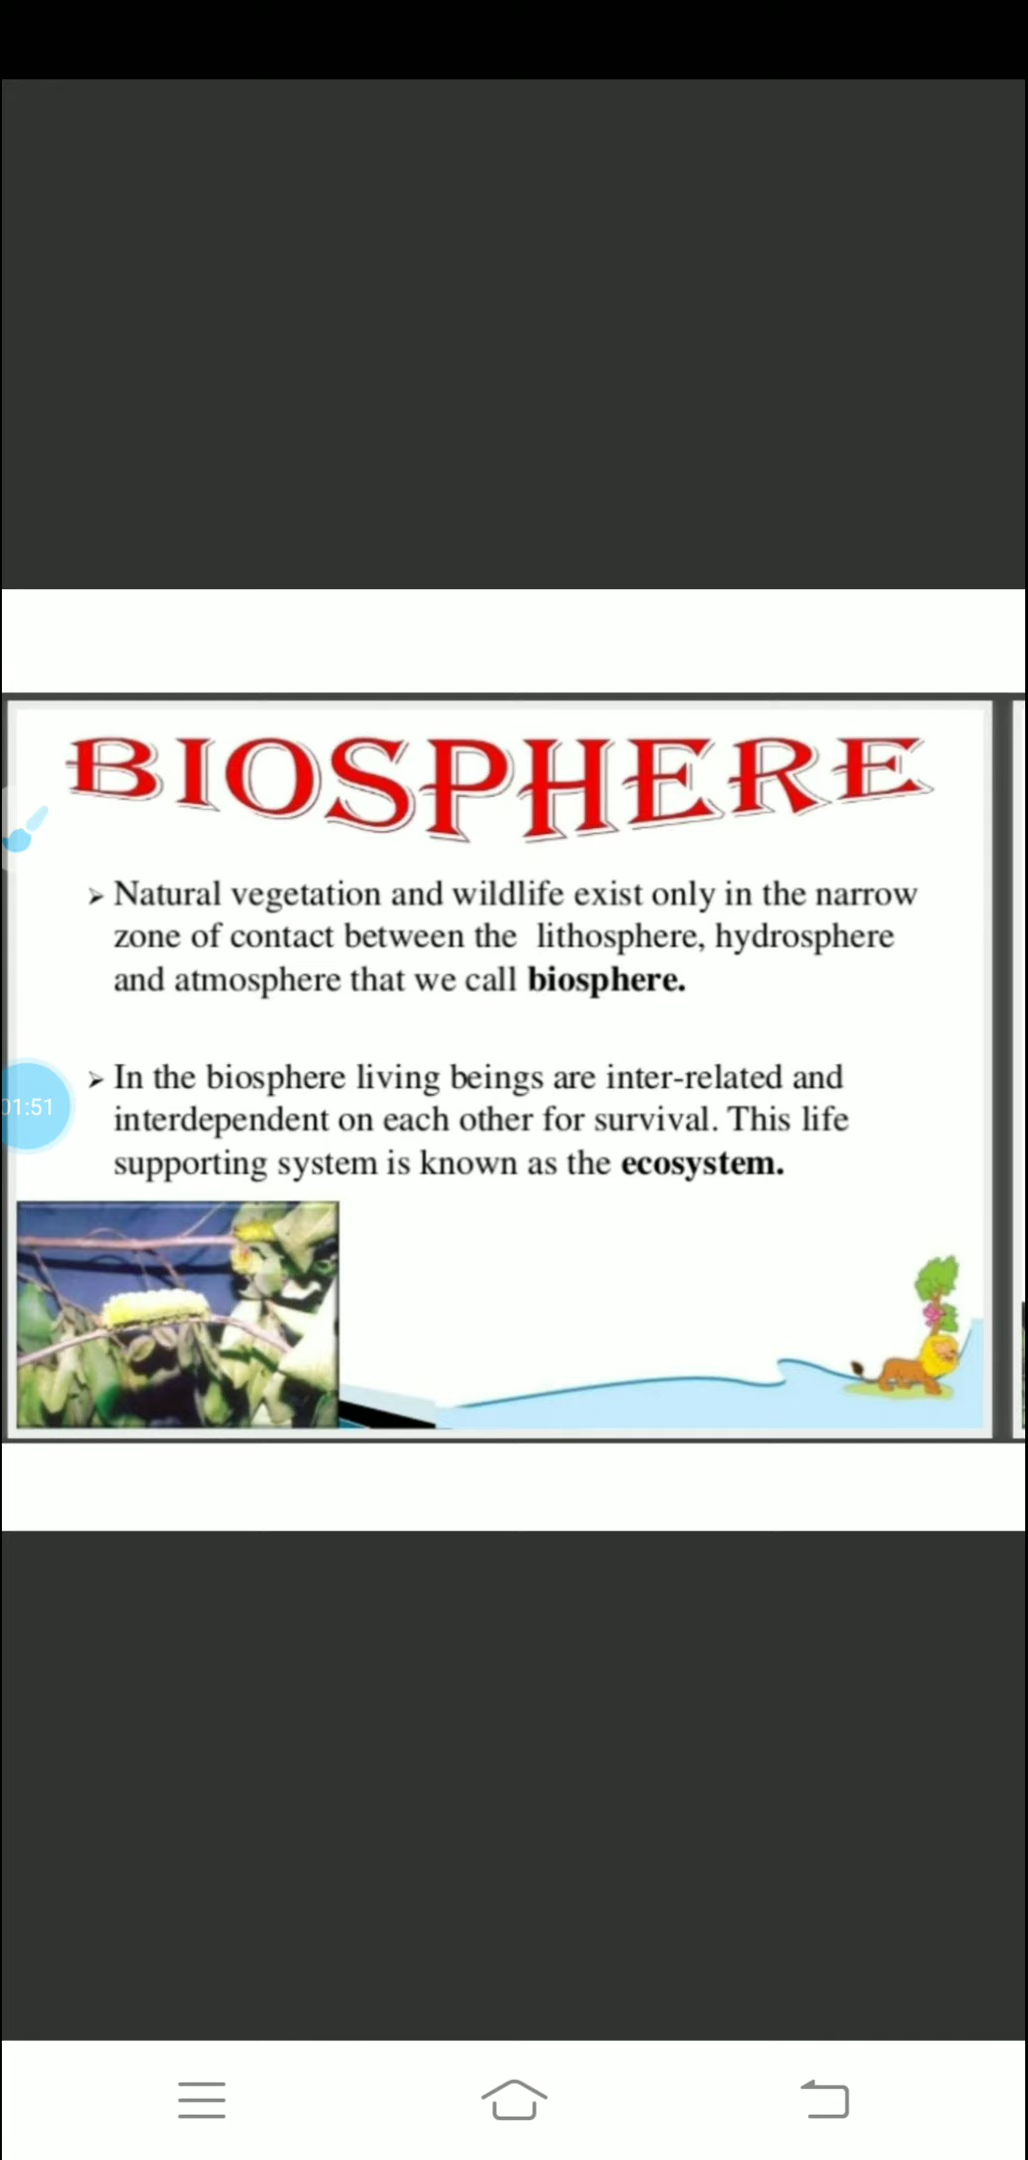 BIOSPHERE
➢ Natural vegetation and wildlife exist only in the narrow
zone of contact between the lithosphere, hydrosphere
and atmosphere that we call biosphere.
➢ In the biosphere living beings are inter-related and
01:51
interdependent on each other for survival. This life
supporting system is known as the ecosystem.